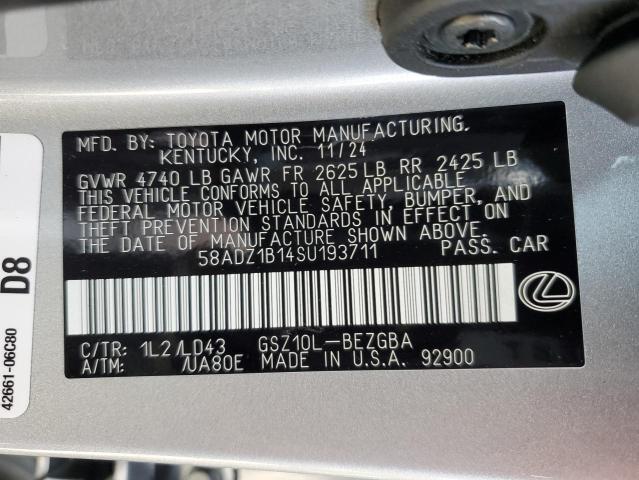 MFD. BY: TOYOTA MOTOR MANUFACTURING,
KENTUCKY, INC. 11/24
GVWR 4740 LB GAWR FR 2625 LB RR 2425 LB
THIS VEHICLE CONFORMS TO ALL APPLICABLE
FEDERAL MOTOR VEHICLE SAFETY, BUMPER, AND
THEFT PREVENTION STANDARDS IN EFFECT ON
THE DATE OF MANUFACTURE SHOWN ABOVE.
58ADZ1B14SU193711 PASS. CAR
C/TR: 1L2/LD43 GSZ10L-BEZGBA
A/TM: /UA80E MADE IN U.S.A. 92900
D8
42661-06C80